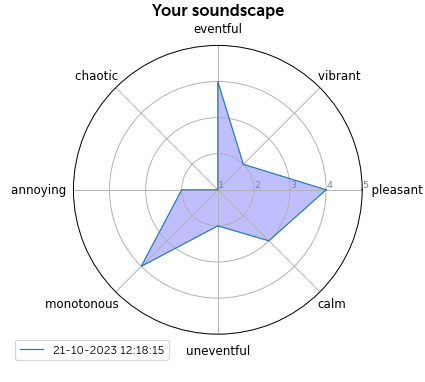 Your soundscape
eventful
chaotic
vibrant
annoying
1
2
3
4
5
pleasant
monotonous
calm
21-10-2023 12:18:15
uneventful